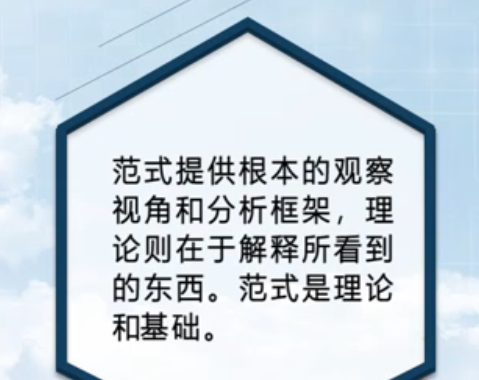 范式提供根本的观察
视角和分析框架，理
论则在于解释所看到
的东西。范式是理论
和基础。